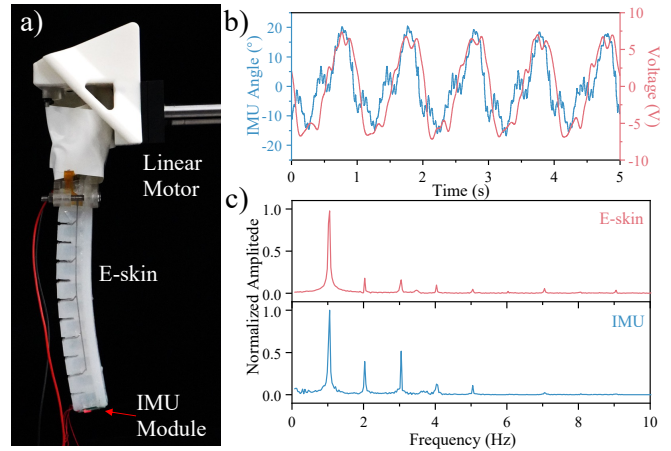 a)
Linear
Motor
E-skin
IMU
Module
b)
IMU Angle (°)
20
10
0
-10
-20
Voltage (V)
10
5
0
-5
-10
0 1 2 3 4 5
Time (s)
c)
Normalized Amplitede
1.0
0.5
0.0
E-skin
1.0
0.5
0.0
IMU
0 2 4 6 8 10
Frequency (Hz)